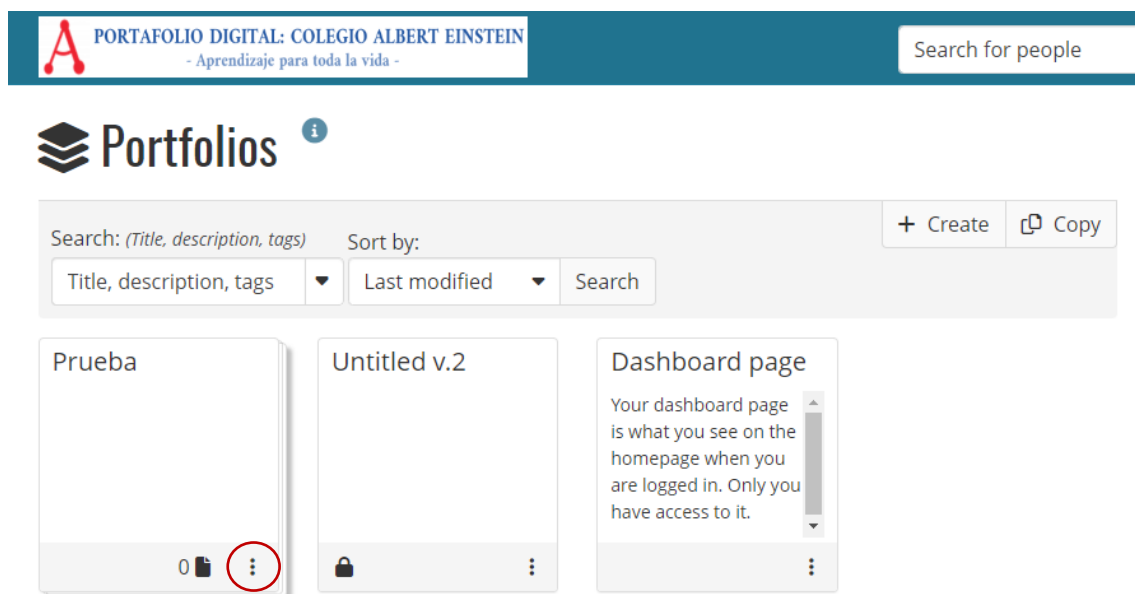 PORTAFOLIO DIGITAL: COLEGIO ALBERT EINSTEIN
- Aprendizaje para toda la vida -
Search for people
Portfolios
+ Create
Copy
Search: (Title, description, tags)
Sort by:
Title, description, tags
Last modified
Search
Prueba
0
Untitled v.2
Dashboard page
Your dashboard page
is what you see on the
homepage when you
are logged in. Only you
have access to it.